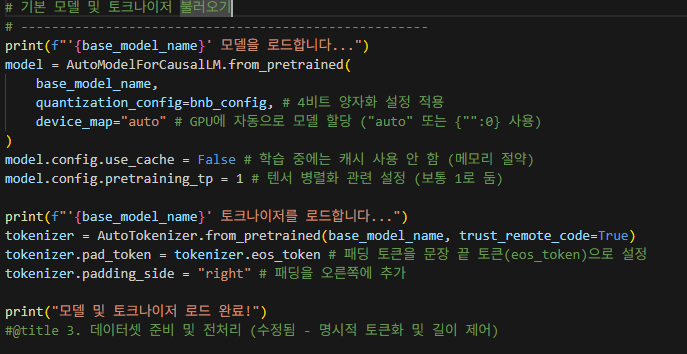 # 기본 모델 및 토크나이저 불러오기
# -----------------------------------------------------
print(f"'{base_model_name}' 모델을 로드합니다...")
model = AutoModelForCausalLM.from_pretrained(
    base_model_name,
    quantization_config=bnb_config, # 4비트 양자화 설정 적용
    device_map="auto" # GPU에 자동으로 모델 할당 ("auto" 또는 {"":0} 사용)
)
model.config.use_cache = False # 학습 중에는 캐시 사용 안 함 (메모리 절약)
model.config.pretraining_tp = 1 # 텐서 병렬화 관련 설정 (보통 1로 둠)

print(f"'{base_model_name}' 토크나이저를 로드합니다...")
tokenizer = AutoTokenizer.from_pretrained(base_model_name, trust_remote_code=True)
tokenizer.pad_token = tokenizer.eos_token # 패딩 토큰을 문장 끝 토큰(eos_token)으로 설정
tokenizer.padding_side = "right" # 패딩을 오른쪽에 추가

print("모델 및 토크나이저 로드 완료!")
#@title 3. 데이터셋 준비 및 전처리 (수정됨 - 명시적 토큰화 및 길이 제어)